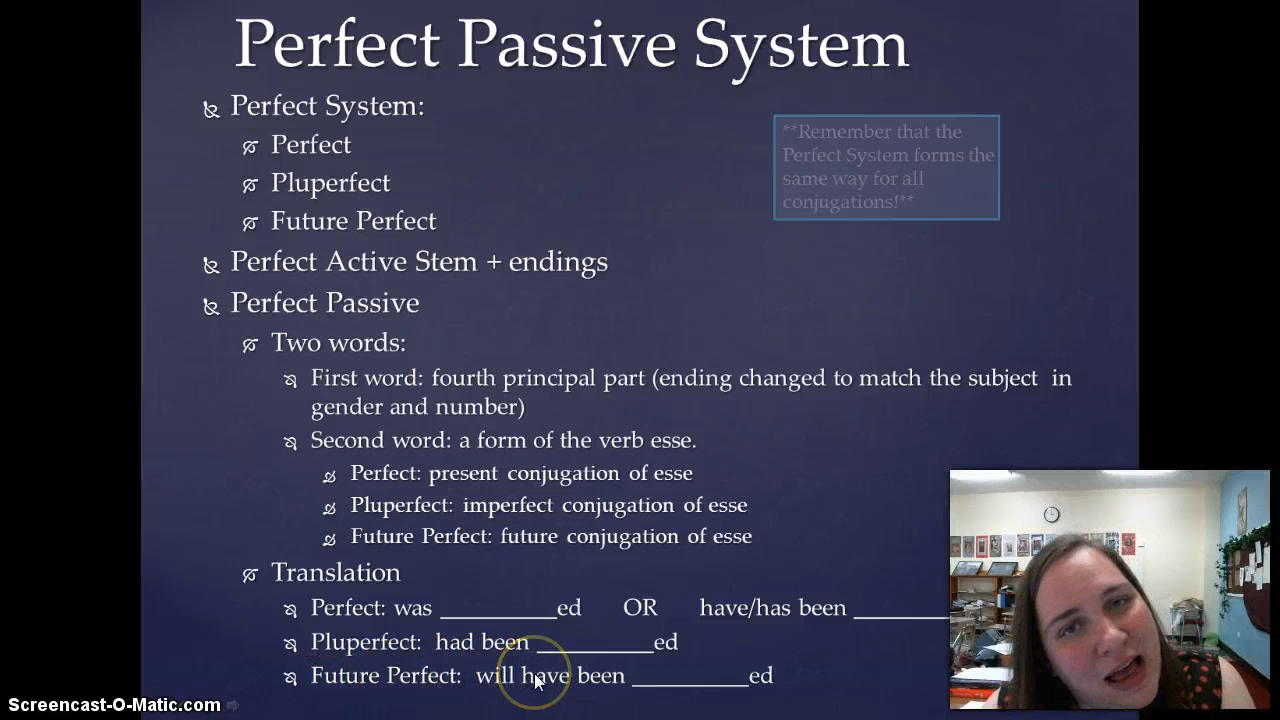 Perfect Passive System
Perfect System:
Perfect
Pluperfect
Future Perfect
**Remember that the
Perfect System forms the
same way for all
conjugations!**
Perfect Active Stem + endings
Perfect Passive
Two words:
First word: fourth principal part (ending changed to match the subject in
gender and number)
Second word: a form of the verb esse.
Perfect: present conjugation of esse
Pluperfect: imperfect conjugation of esse
Future Perfect: future conjugation of esse
Translation
Perfect: was __________ed OR have/has been ________
Pluperfect: had been __________ed
Future Perfect: will have been __________ed
Screencast-O-Matic.com